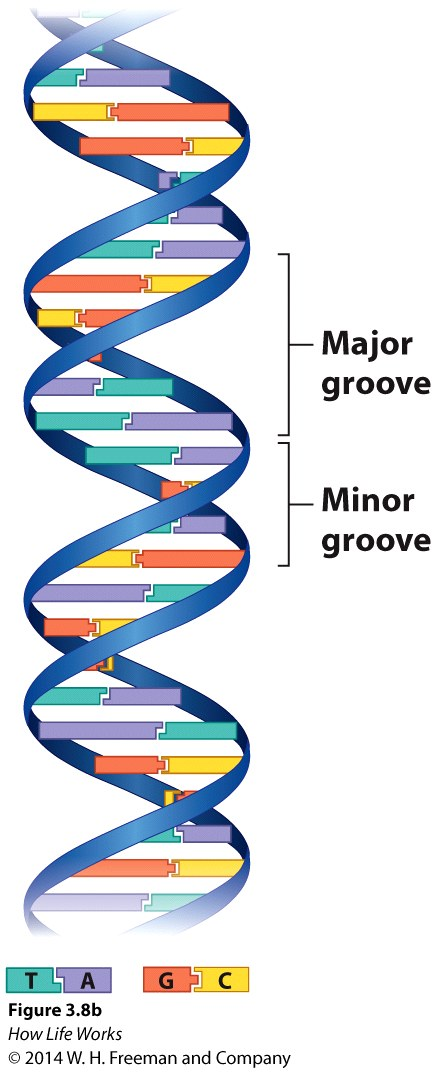 Major
groove
Minor
groove
T A G C
Figure 3.8b
How Life Works
© 2014 W. H. Freeman and Company